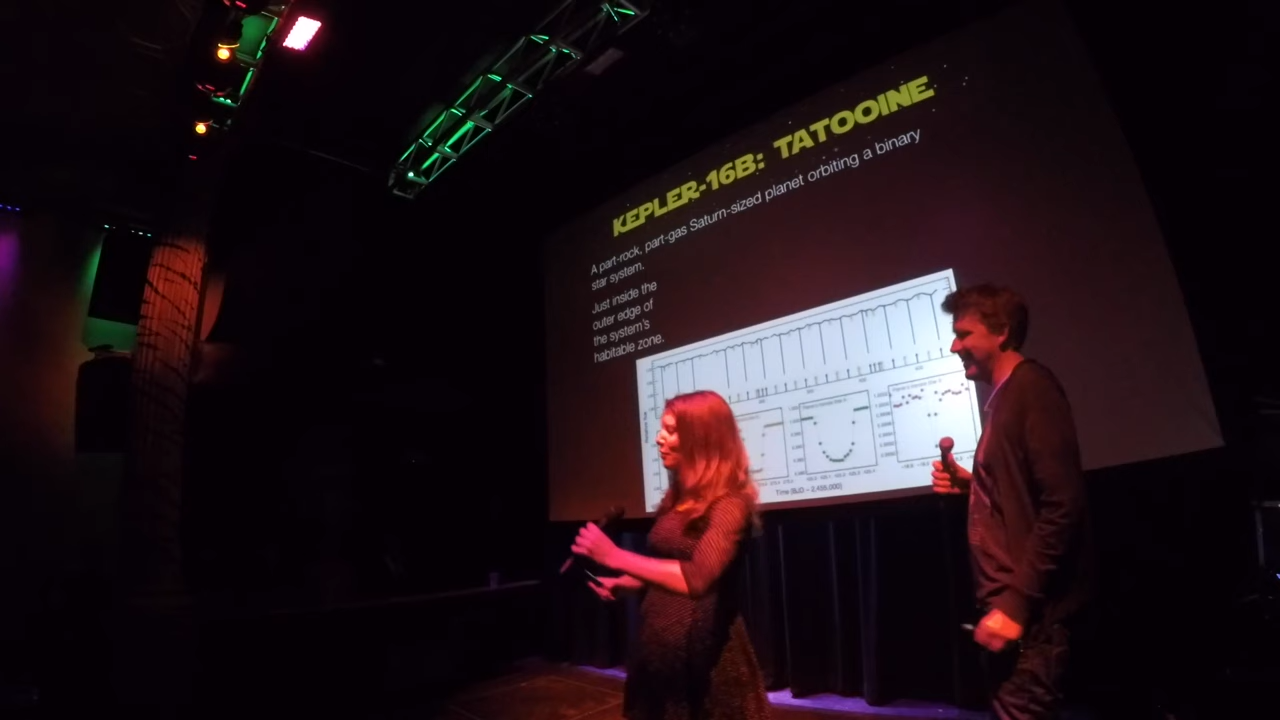 KEPLER-16B: TATOOINE
A part-rock, part-gas Saturn-sized planet orbiting a binary
star system.
Just inside the
outer edge of
the system's
habitable zone.
Time (BJD − 2,455,000)